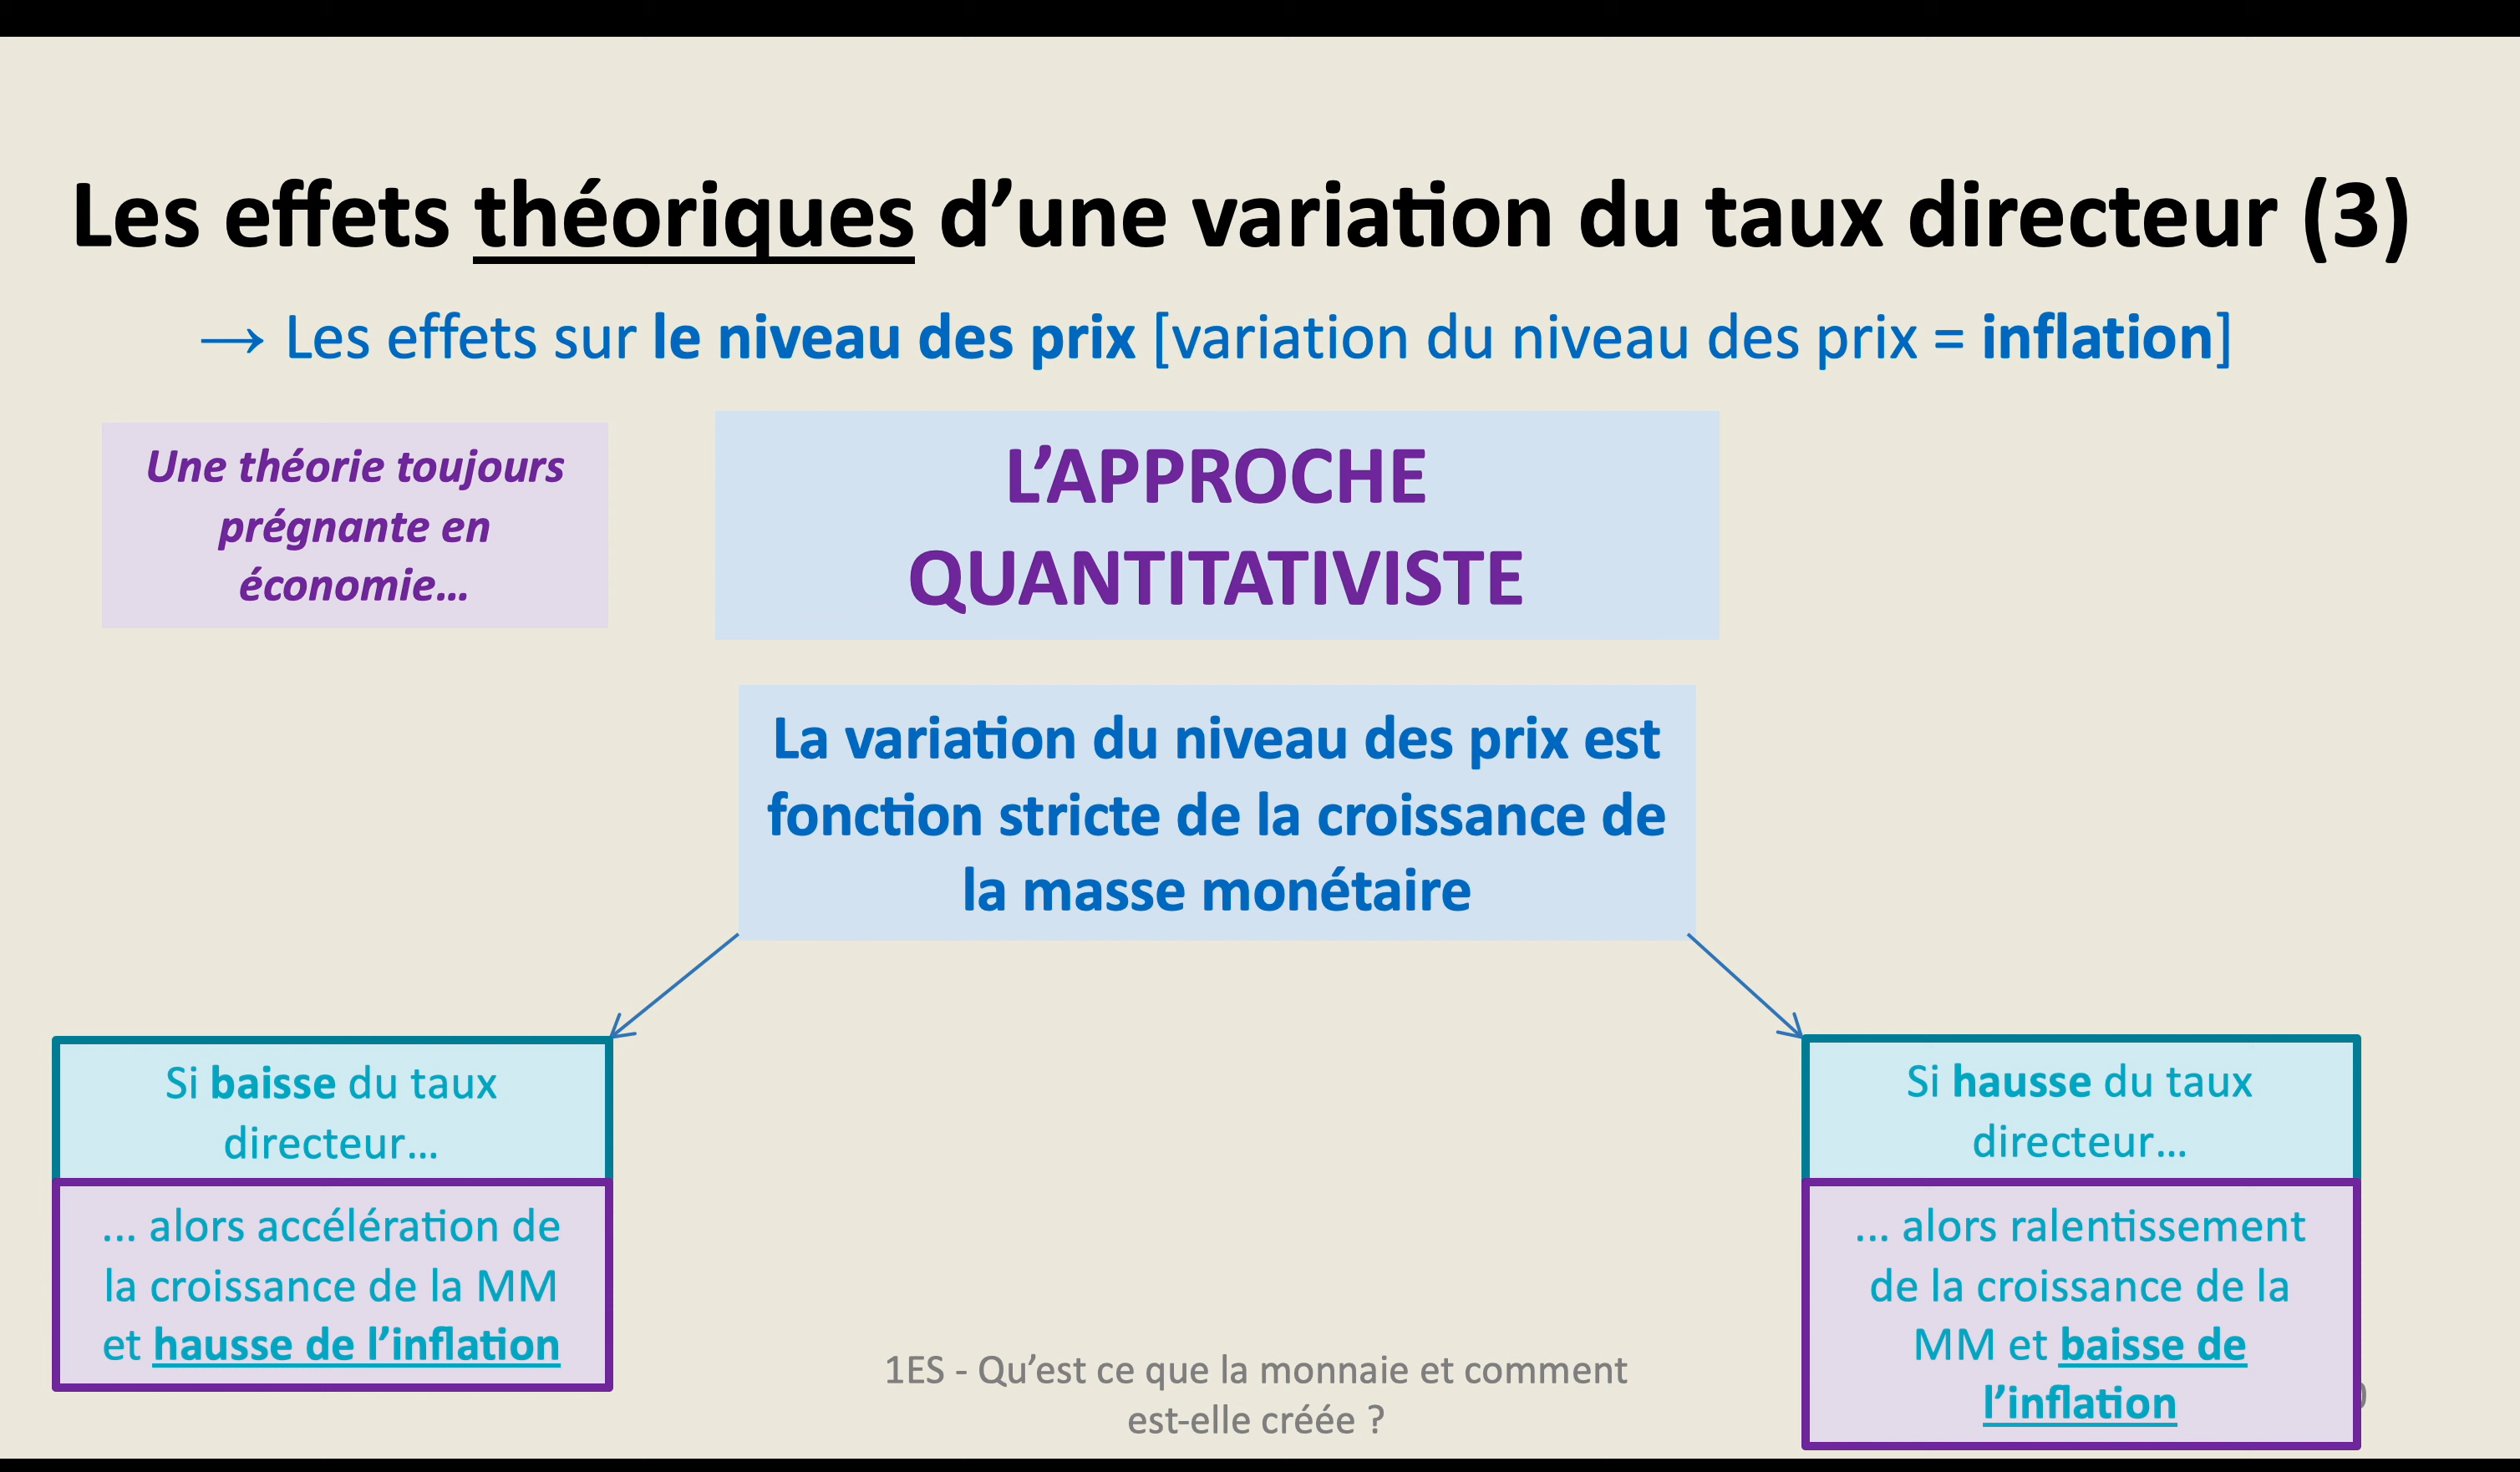 Les effets théoriques d’une variation du taux directeur (3)
→ Les effets sur le niveau des prix [variation du niveau des prix = inflation]
Une théorie toujours
prégnante en
économie…
L’APPROCHE
QUANTITATIVISTE
La variation du niveau des prix est
fonction stricte de la croissance de
la masse monétaire
Si baisse du taux
directeur…
… alors accélération de
la croissance de la MM
et hausse de l’inflation
Si hausse du taux
directeur…
… alors ralentissement
de la croissance de la
MM et baisse de
l’inflation
1ES - Qu’est ce que la monnaie et comment
est-elle créée ?